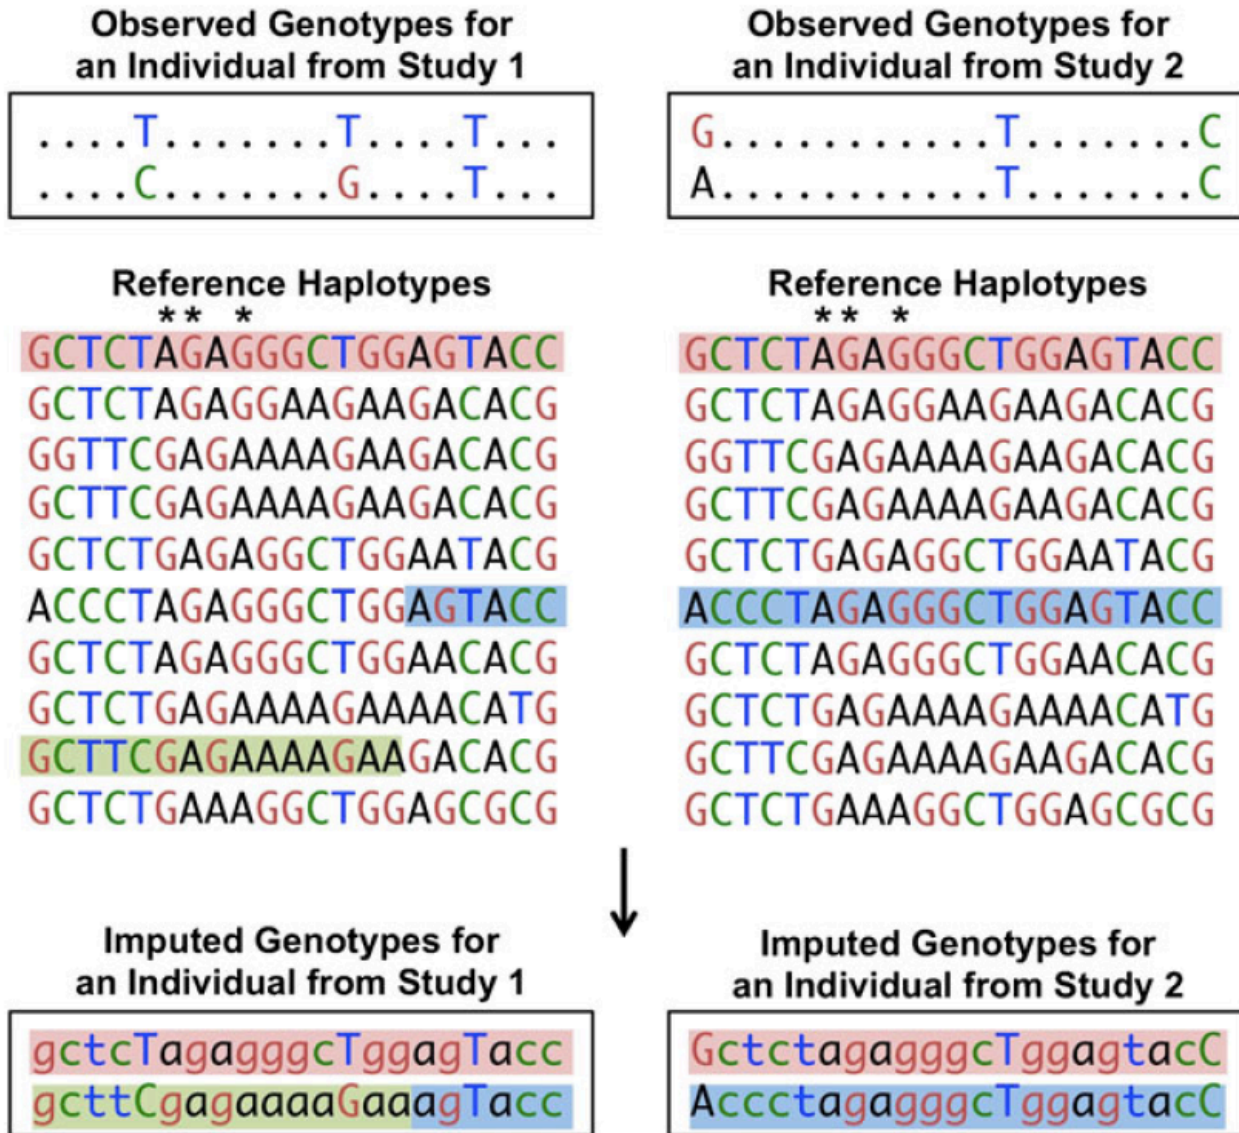 Observed Genotypes for
an Individual from Study 1
....T.......T....T...
....C.......G....T...
Reference Haplotypes
** *
GCTCTAGAGGGCTGGAGTACC
GCTCTAGAGGAAGAAGACACG
GGTTCGAGAAAAGAAGACACG
GCTTCGAGAAAAGAAGACACG
GCTCTGAGAGGCTGGAATACG
ACCCTAGAGGGCTGGAGTACC
GCTCTAGAGGGCTGGAACACG
GCTCTGAGAAAAGAAAACATG
GCTTCGAGAAAAGAAGACACG
GCTCTGAAAGGCTGGAGCGCG
Imputed Genotypes for
an Individual from Study 1
gctcTagagggcTggagTacc
gcttCgagaaaaGaaagTacc
Observed Genotypes for
an Individual from Study 2
G...........T.......C
A...........T.......C
Reference Haplotypes
** *
GCTCTAGAGGGCTGGAGTACC
GCTCTAGAGGAAGAAGACACG
GGTTCGAGAAAAGAAGACACG
GCTTCGAGAAAAGAAGACACG
GCTCTGAGAGGCTGGAATACG
ACCCTAGAGGGCTGGAGTACC
GCTCTAGAGGGCTGGAACACG
GCTCTGAGAAAAGAAAACATG
GCTTCGAGAAAAGAAGACACG
GCTCTGAAAGGCTGGAGCGCG
Imputed Genotypes for
an Individual from Study 2
GctctagagggcTggagtacC
AccctagagggcTggagtacC